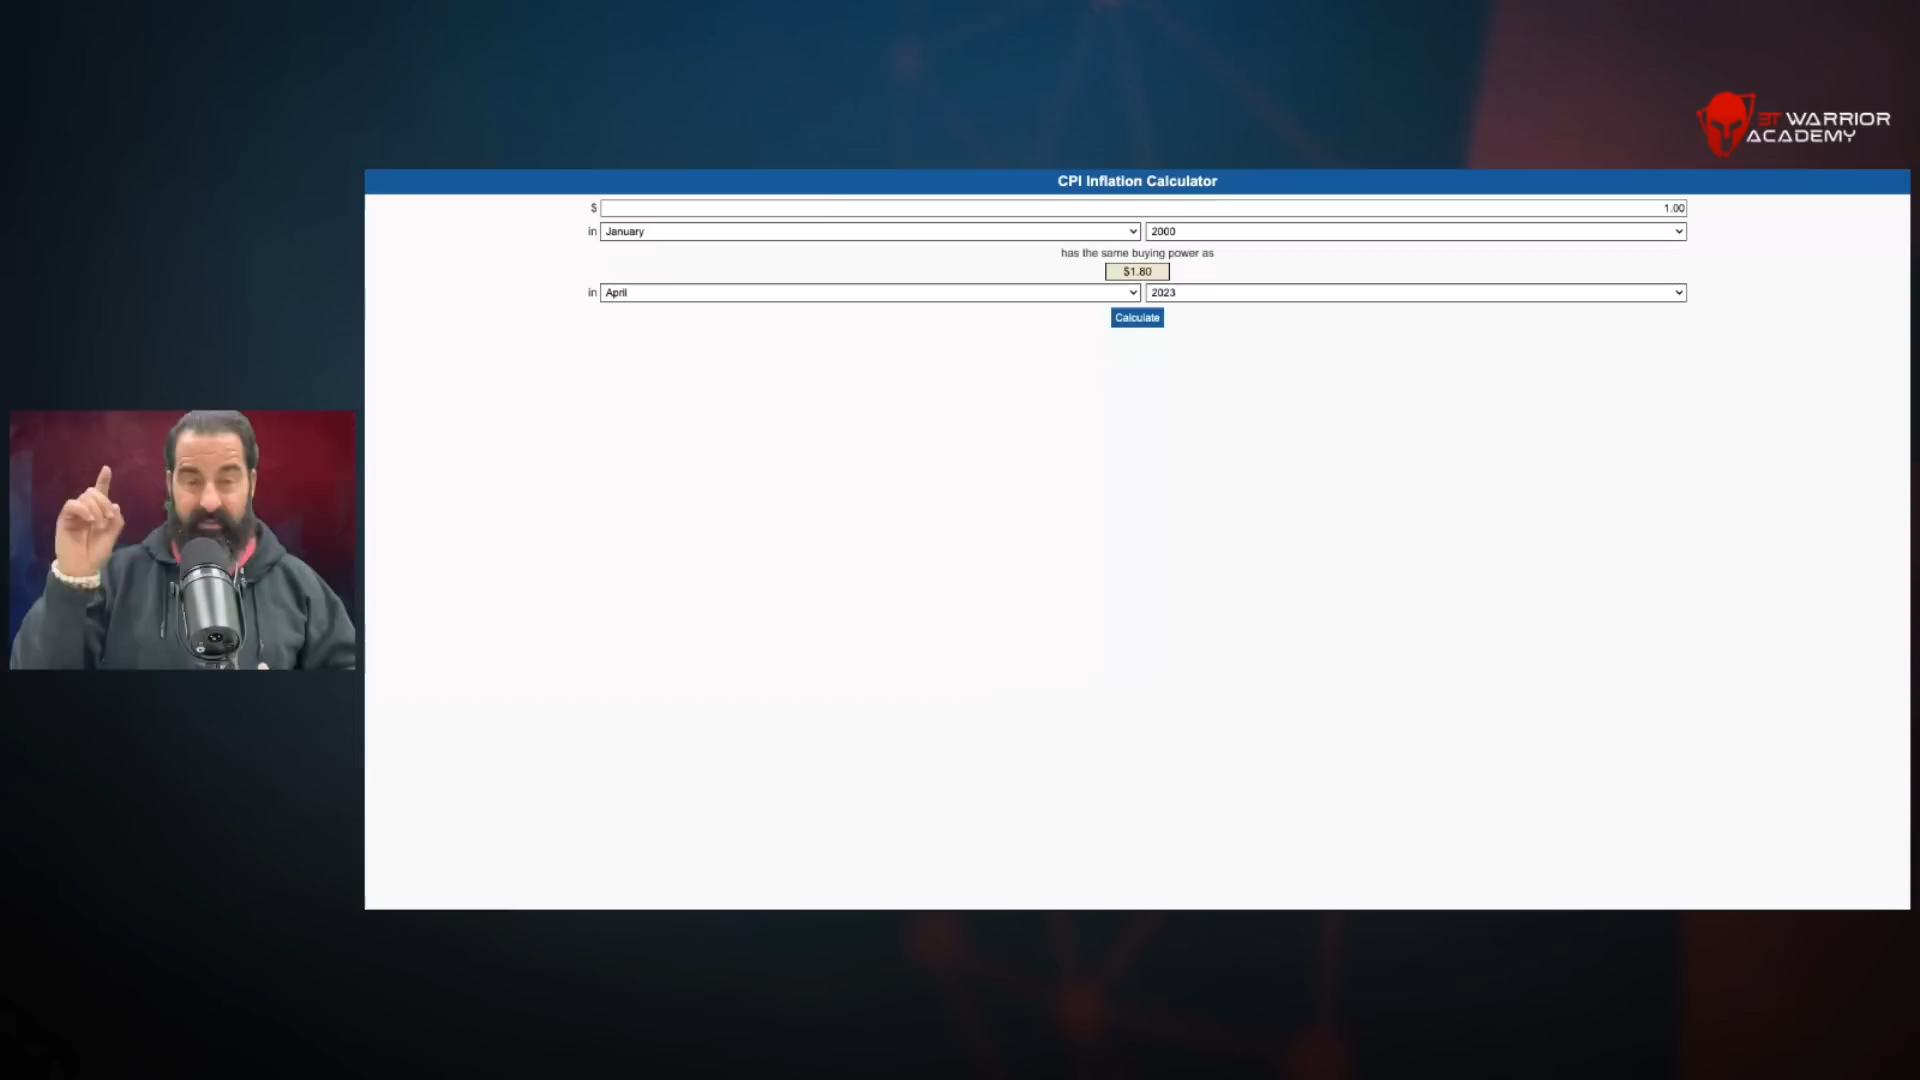 3T WARRIOR
ACADEMY
CPI Inflation Calculator
$ 1.00
in January 2000
has the same buying power as
$1.80
in April 2023
Calculate